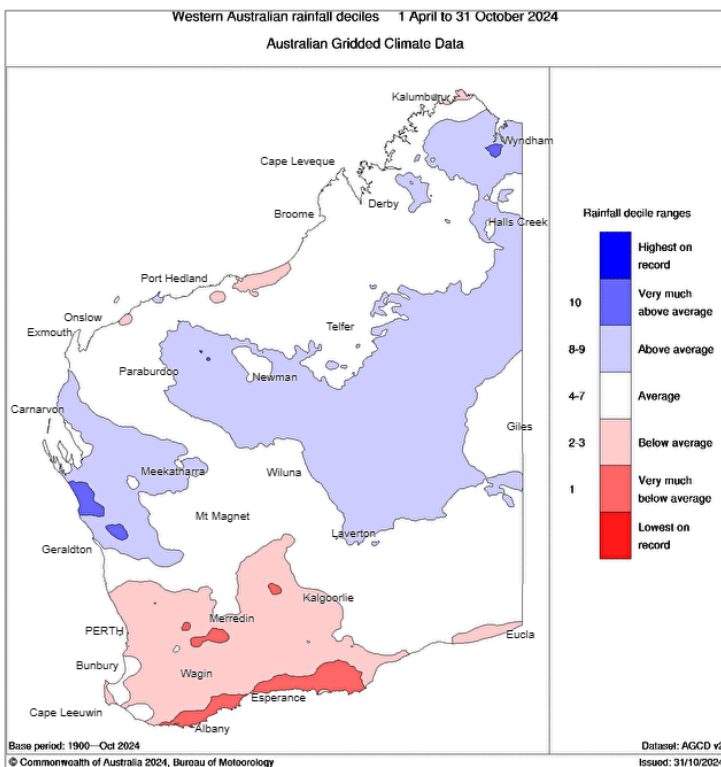 Western Australian rainfall deciles 1 April to 31 October 2024
Australian Gridded Climate Data
Kalumburu
Wyndham
Cape Leveque
Derby
Broome
Halls Creek
Port Hedland
Onslow
Exmouth
Telfer
Paraburdoo
Newman
Carnarvon
Giles
Meekatharra
Wiluna
Mt Magnet
Laverton
Geraldton
Kalgoorlie
Merredin
PERTH
Eucla
Bunbury
Wagin
Esperance
Cape Leeuwin
Albany
Rainfall decile ranges
Highest on
record
10 Very much
above average
8-9 Above average
4-7 Average
2-3 Below average
1 Very much
below average
Lowest on
record
Base period: 1900—Oct 2024
Dataset: AGCD v2
© Commonwealth of Australia 2024, Bureau of Meteorology
Issued: 31/10/2024